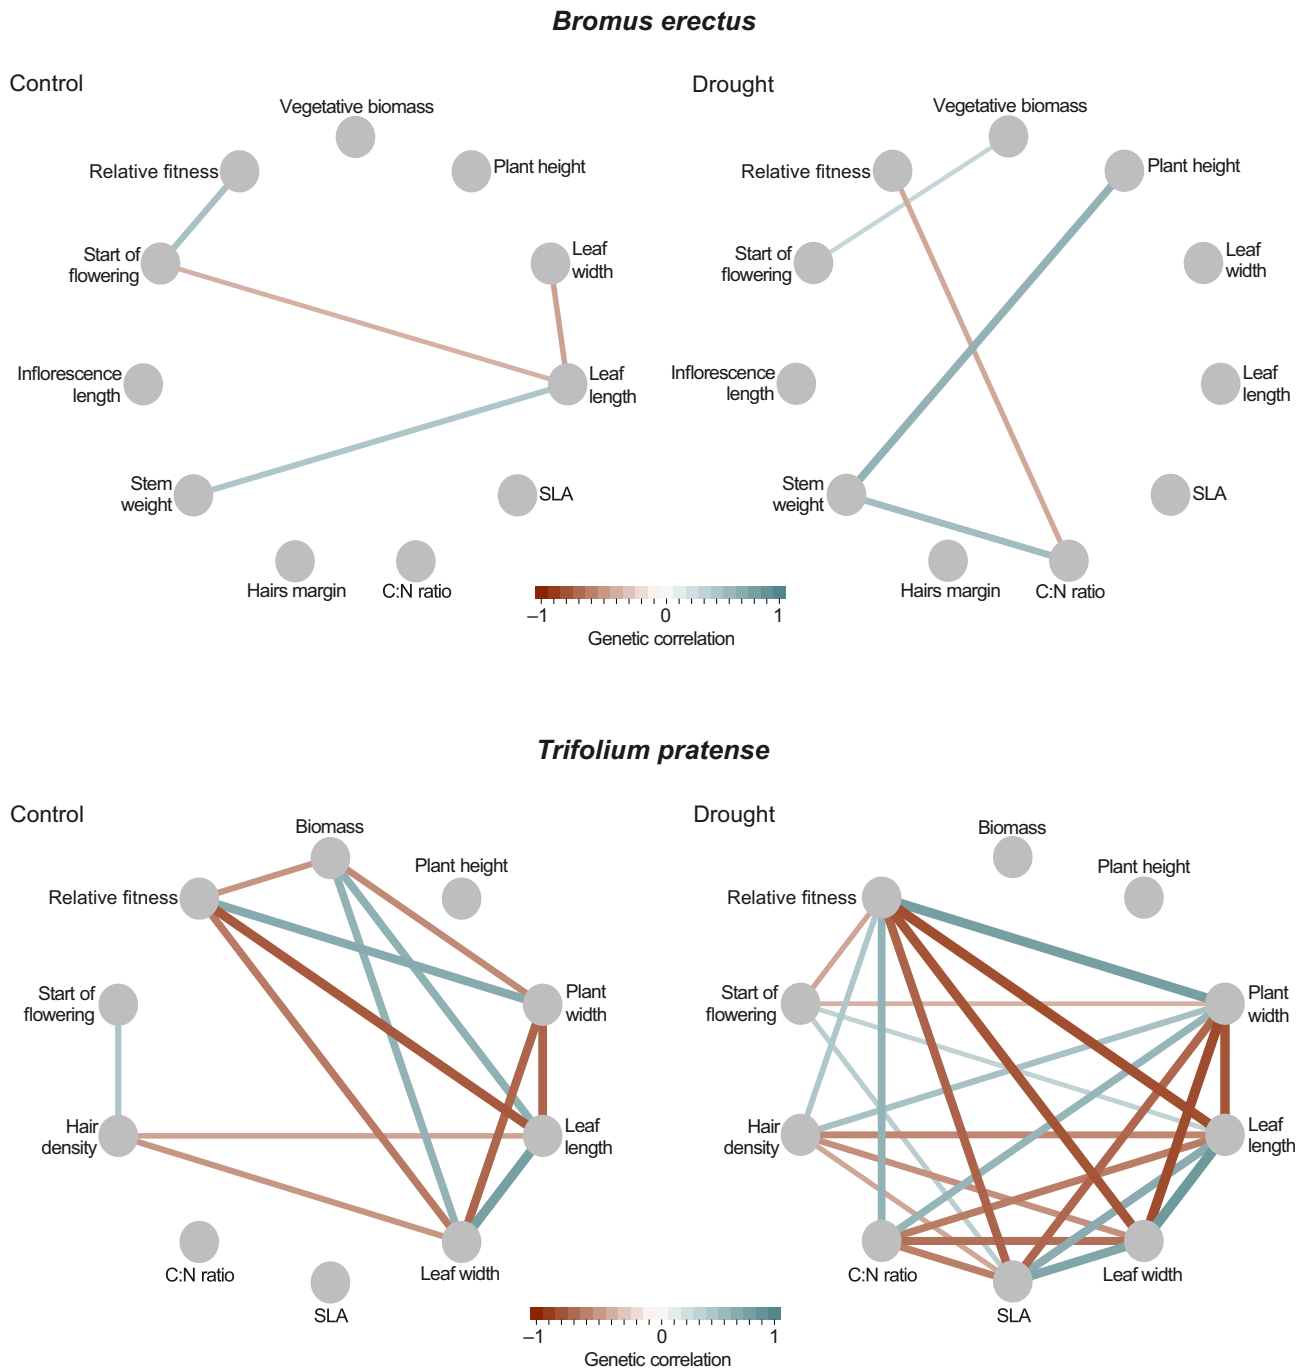 Bromus erectus
Control
Drought
Vegetative biomass
Relative fitness
Plant height
Start of
flowering
Leaf
width
Inflorescence
length
Leaf
length
Stem
weight
SLA
Hairs margin
C:N ratio
Vegetative biomass
Relative fitness
Plant height
Start of
flowering
Leaf
width
Inflorescence
length
Leaf
length
Stem
weight
SLA
Hairs margin
C:N ratio
−1 0 1
Genetic correlation
Trifolium pratense
Control
Drought
Biomass
Plant height
Relative fitness
Start of
flowering
Plant
width
Hair
density
Leaf
length
C:N ratio
Leaf width
SLA
Biomass
Plant height
Relative fitness
Start of
flowering
Plant
width
Hair
density
Leaf
length
C:N ratio
Leaf width
SLA
−1 0 1
Genetic correlation